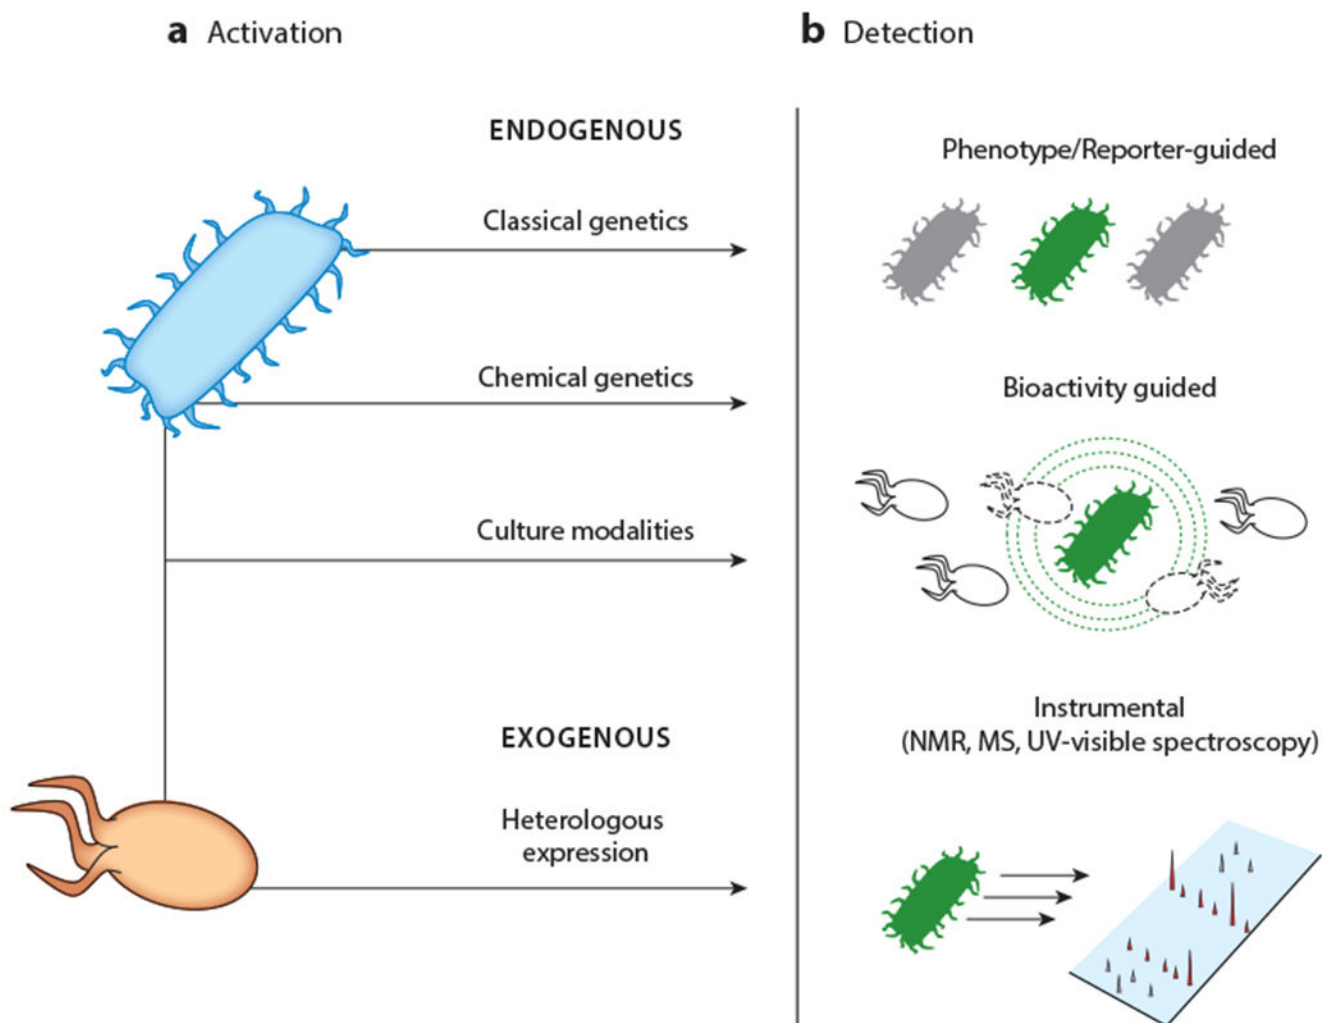 a Activation
ENDOGENOUS
Classical genetics
Chemical genetics
Culture modalities
EXOGENOUS
Heterologous
expression
b Detection
Phenotype/Reporter-guided
Bioactivity guided
Instrumental
(NMR, MS, UV-visible spectroscopy)